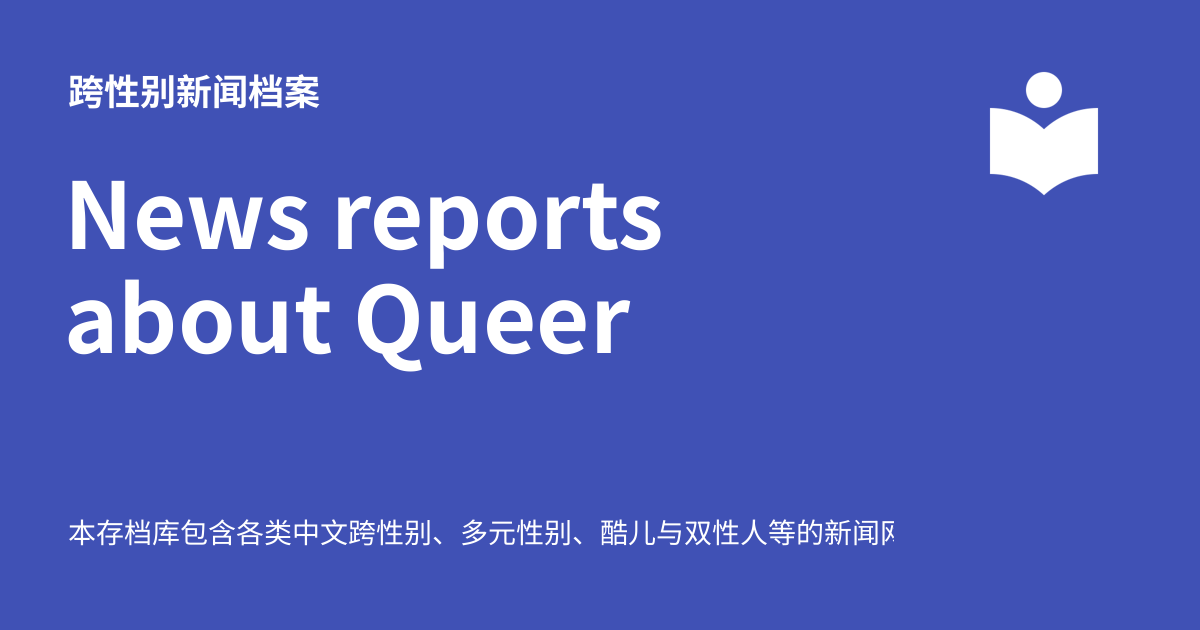 跨性别新闻档案
News reports
about Queer
本存档库包含各类中文跨性别、多元性别、酷儿与双性人等的新闻